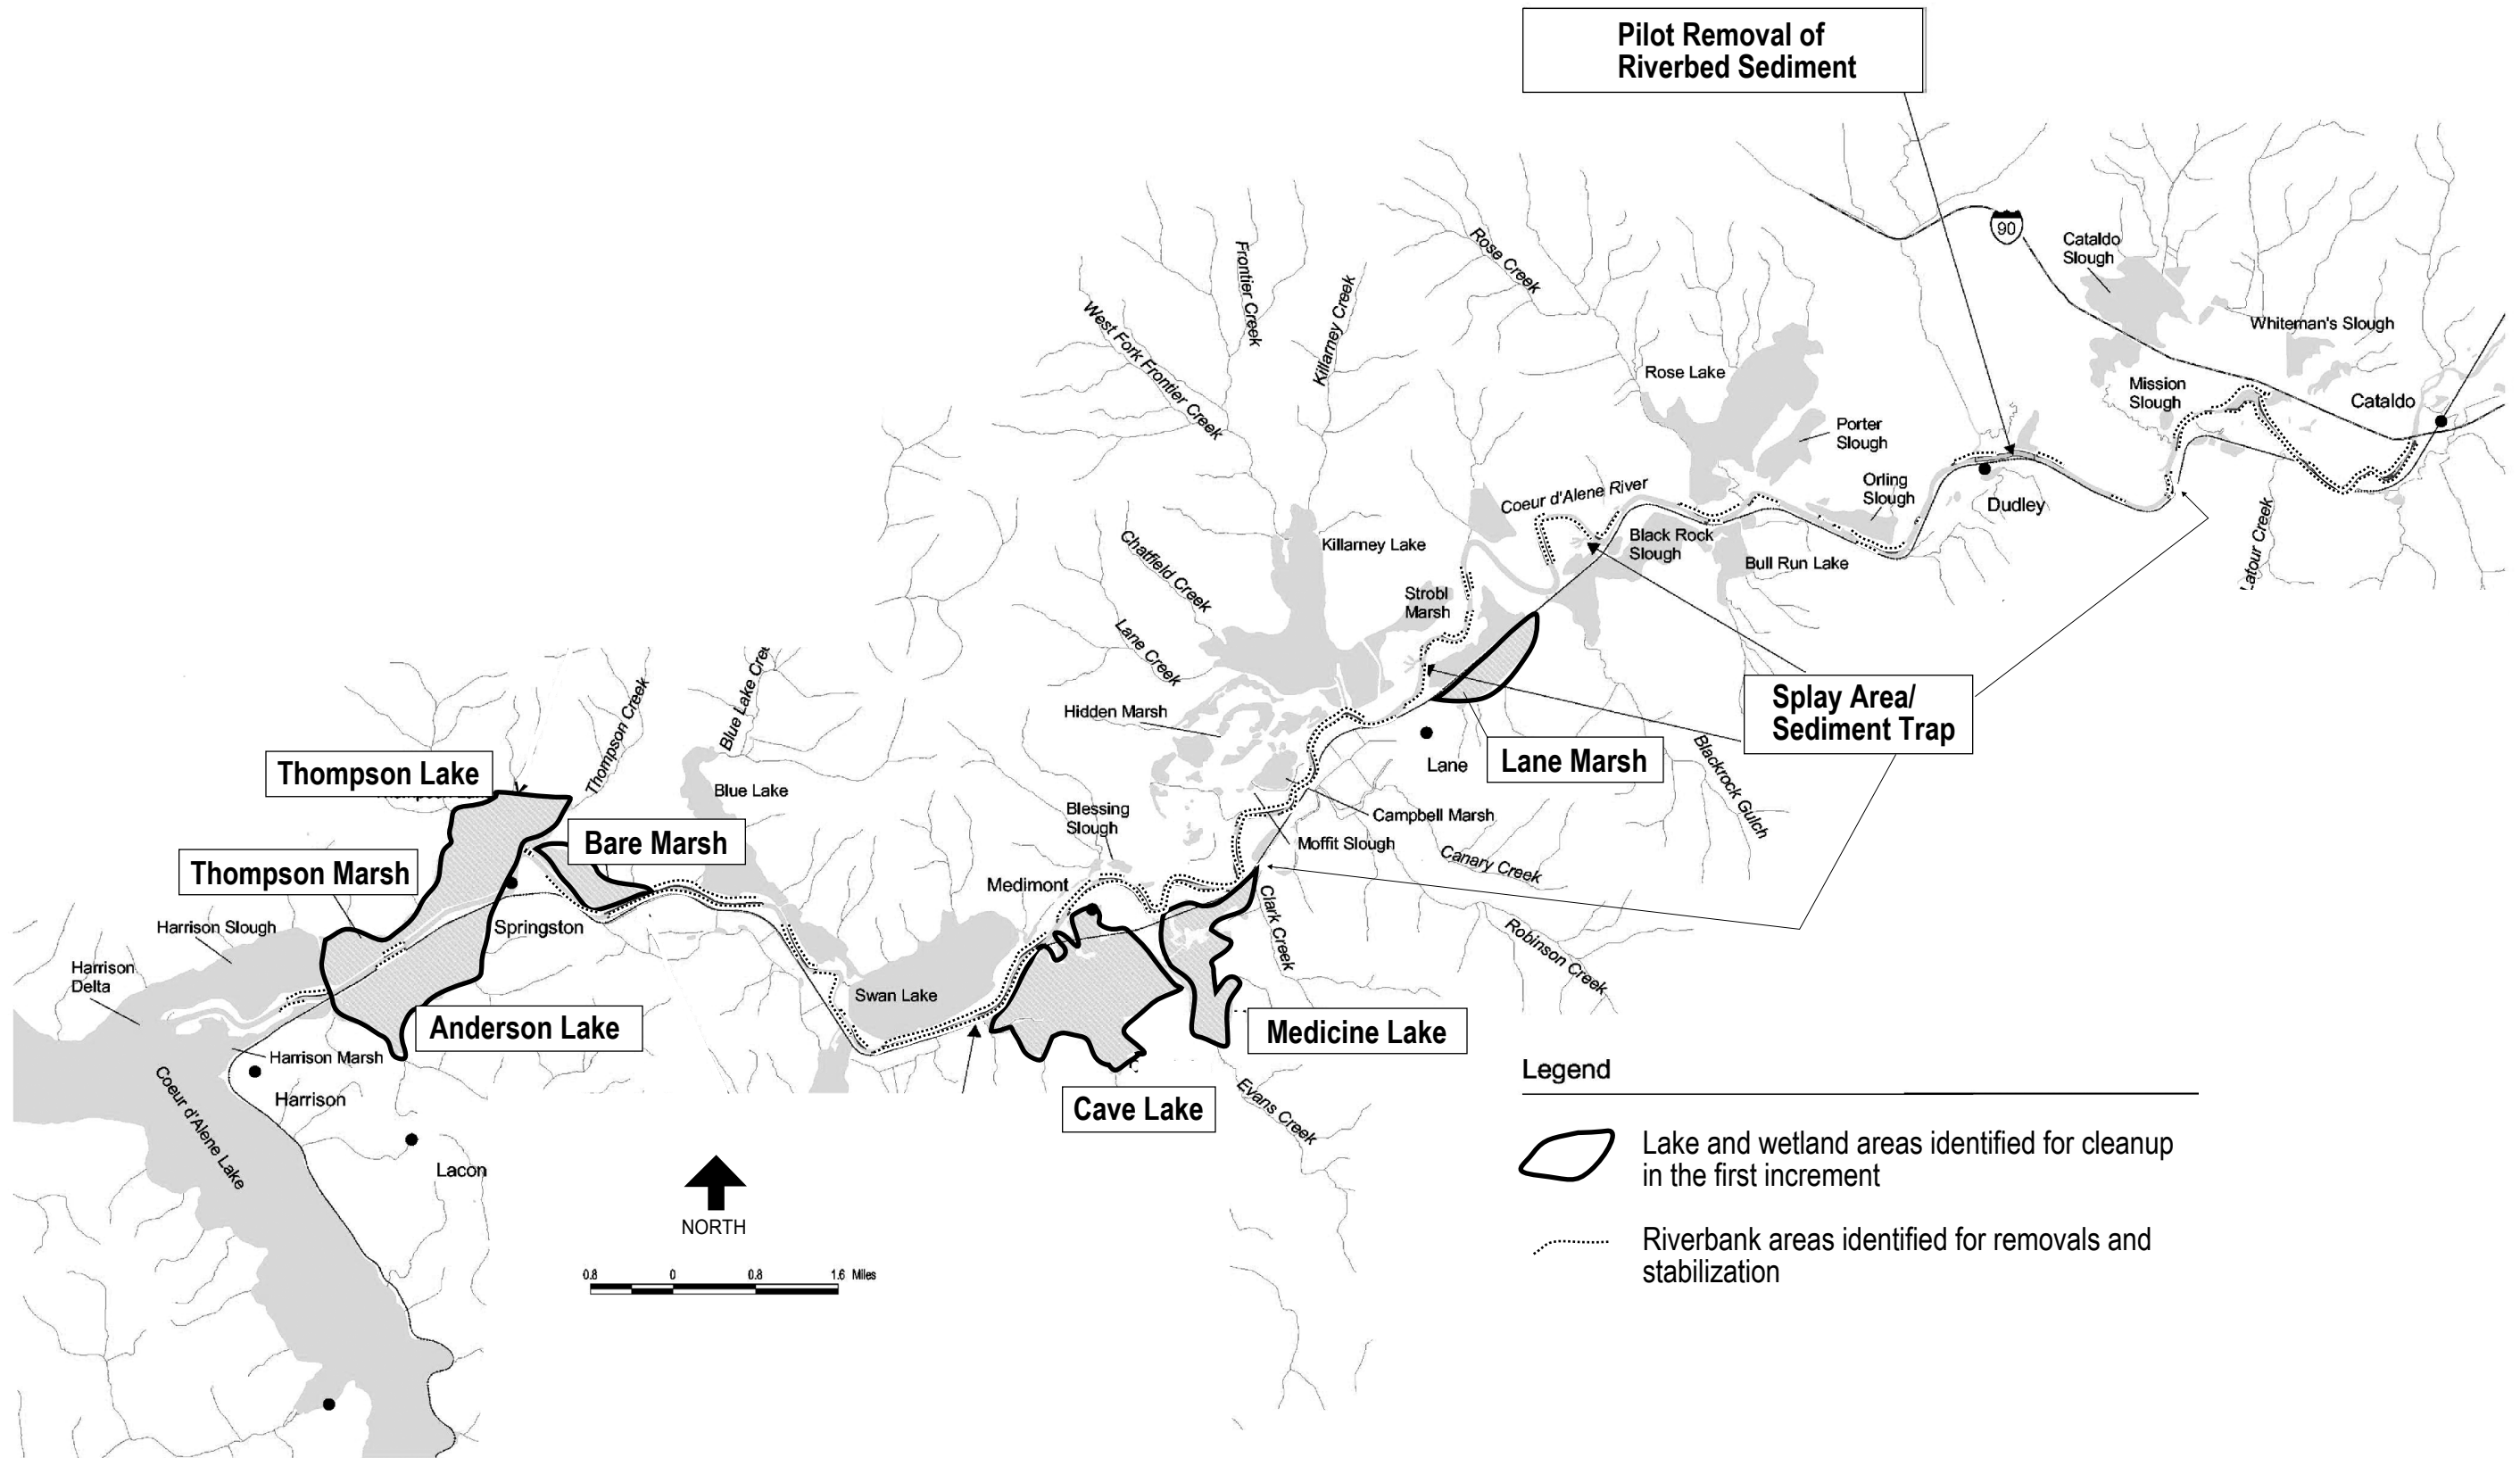 Pilot Removal of
Riverbed Sediment
90
Cataldo
Slough
Whiteman's Slough
Frontier Creek
Rose Creek
Killarney Creek
West Fork Frontier Creek
Rose Lake
Mission
Slough
Cataldo
Porter
Slough
Orling
Slough
Dudley
Coeur d'Alene River
Black Rock
Slough
Bull Run Lake
Latour Creek
Killarney Lake
Chatfield Creek
Strobl
Marsh
Lane Creek
Hidden Marsh
Splay Area/
Sediment Trap
Lane
Lane Marsh
Blackrock Gulch
Thompson Creek
Blue Lake
Thompson Lake
Blue Lake
Bare Marsh
Blessing
Slough
Campbell Marsh
Moffit Slough
Canary Creek
Thompson Marsh
Medimont
Clark Creek
Harrison Slough
Springston
Robinson Creek
Harrison
Delta
Swan Lake
Anderson Lake
Medicine Lake
Harrison Marsh
Harrison
Coeur d'Alene Lake
Cave Lake
Evans Creek
Lacon
NORTH
0.8 0 0.8 1.6 Miles
Legend
Lake and wetland areas identified for cleanup
in the first increment
Riverbank areas identified for removals and
stabilization